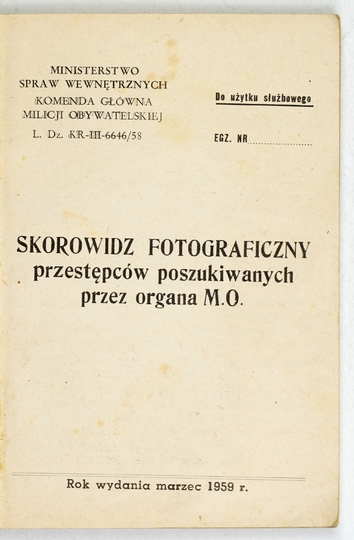 MINISTERSTWO
SPRAW WEWNĘTRZNYCH
KOMENDA GŁÓWNA
MILICJI OBYWATELSKIEJ
L. Dz. KR-III-6646/58
Do użytku służbowego
EGZ. NR
SKOROWIDZ FOTOGRAFICZNY
przestępców poszukiwanych
przez organa M.O.
Rok wydania marzec 1959 r.